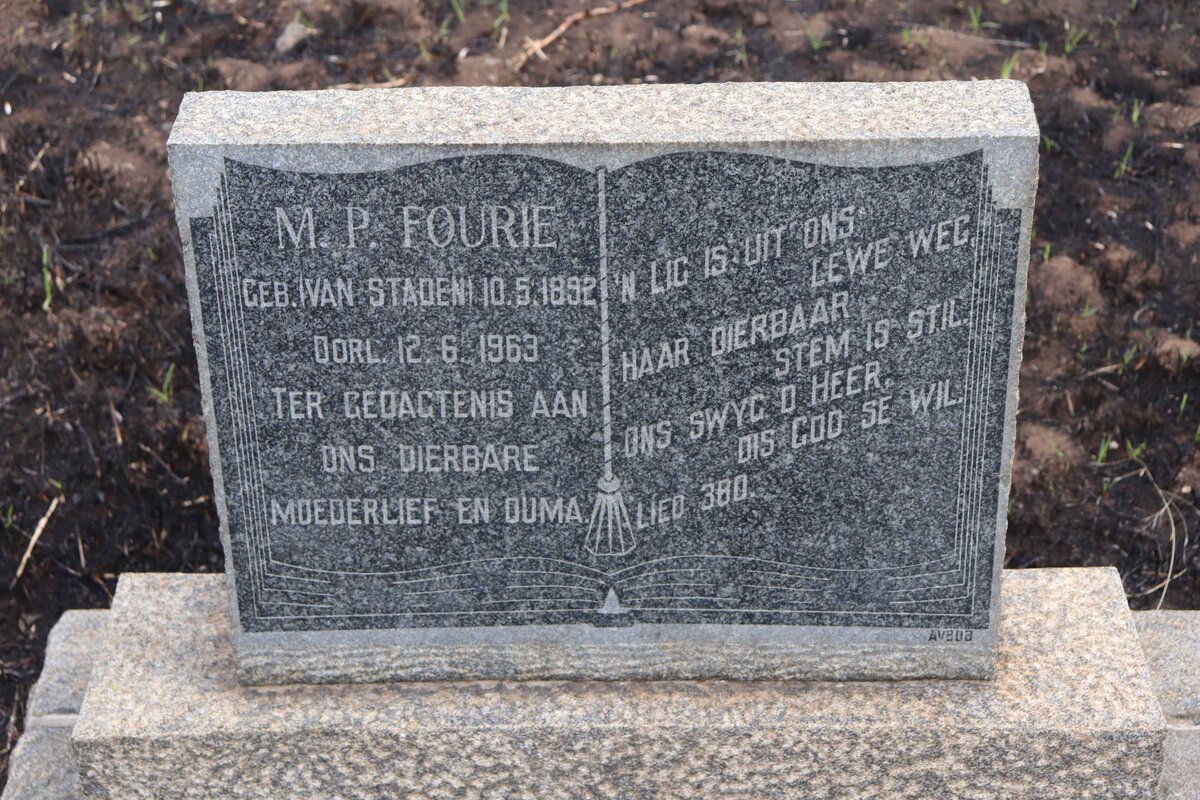 M. P. FOURIE
GEB. (VAN STADEN) 10.5.1892
OORL. 12.6.1963
TER GEDAGTENIS AAN
ONS DIERBARE
MOEDERLIEF EN OUMA.
'N LIG IS UIT ONS
LEWE WEG,
HAAR DIERBAAR
STEM IS STIL.
ONS SWYG O HEER,
DIS GOD SE WIL.
LIED 380.